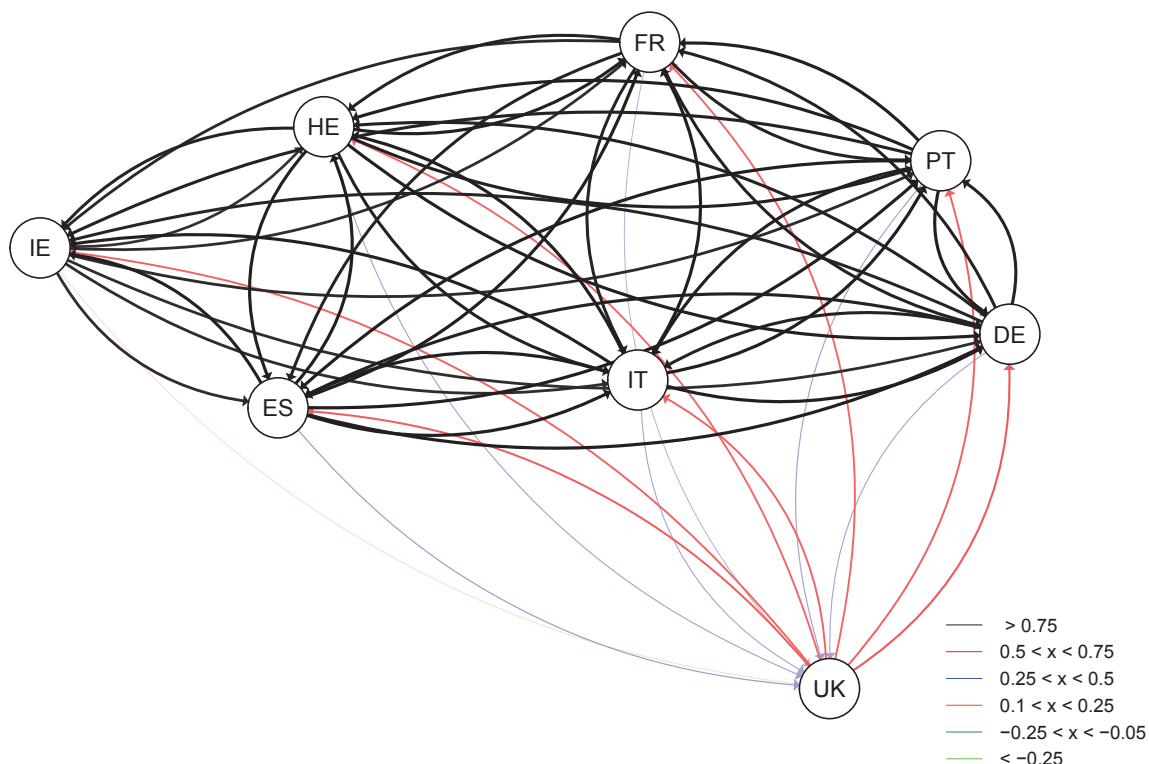 FR
HE
PT
IE
DE
IT
ES
UK
> 0.75
0.5 < x < 0.75
0.25 < x < 0.5
0.1 < x < 0.25
−0.25 < x < −0.05
< −0.25